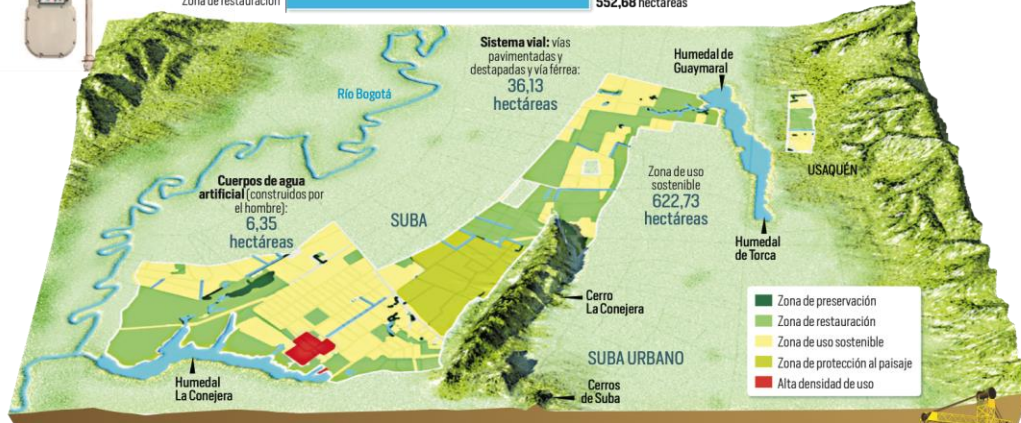 Zona de restauración
552,68 hectáreas
Sistema vial: vías
pavimentadas y
destapadas y vía férrea:
36,13
hectáreas
Humedal de
Guaymaral
Río Bogotá
USAQUÉN
Zona de uso
sostenible
622,73
hectáreas
Cuerpos de agua
artificial (construidos por
el hombre):
6,35
hectáreas
SUBA
Humedal
de Torca
Cerro
La Conejera
SUBA URBANO
Cerros
de Suba
Humedal
La Conejera
Zona de preservación
Zona de restauración
Zona de uso sostenible
Zona de protección al paisaje
Alta densidad de uso